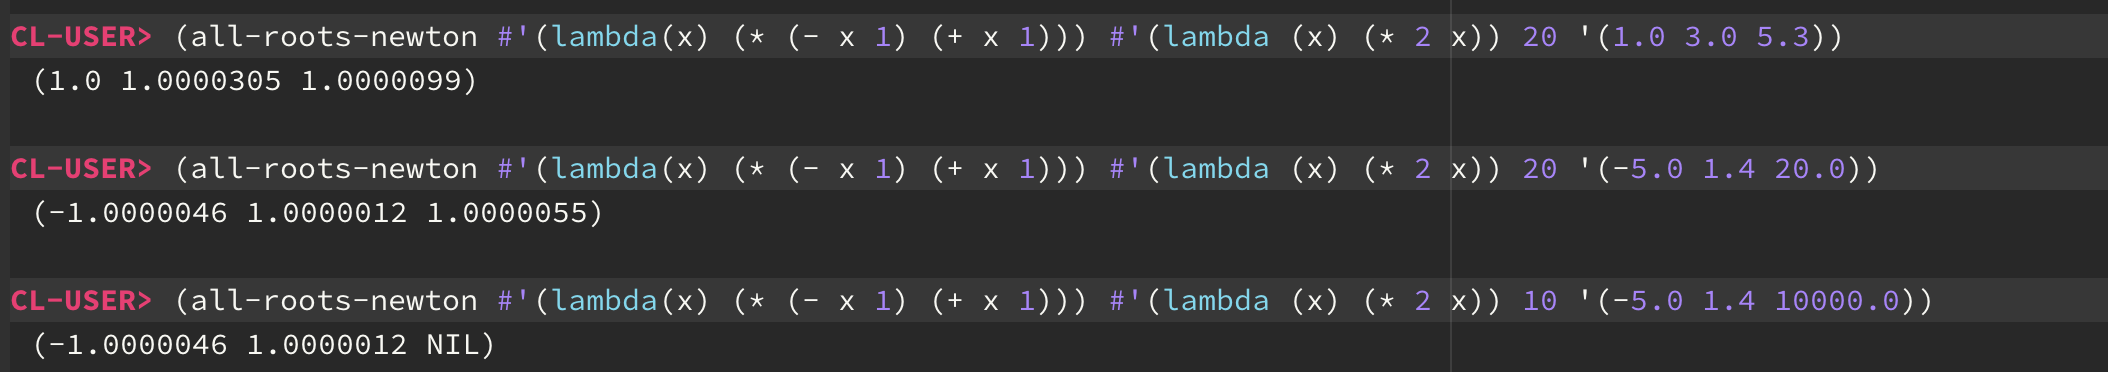 CL-USER> (all-roots-newton #'(lambda(x) (* (- x 1) (+ x 1))) #'(lambda (x) (* 2 x)) 20 '(1.0 3.0 5.3))
(1.0 1.0000305 1.0000099)
CL-USER> (all-roots-newton #'(lambda(x) (* (- x 1) (+ x 1))) #'(lambda (x) (* 2 x)) 20 '(-5.0 1.4 20.0))
(-1.0000046 1.0000012 1.0000055)
CL-USER> (all-roots-newton #'(lambda(x) (* (- x 1) (+ x 1))) #'(lambda (x) (* 2 x)) 10 '(-5.0 1.4 10000.0))
(-1.0000046 1.0000012 NIL)